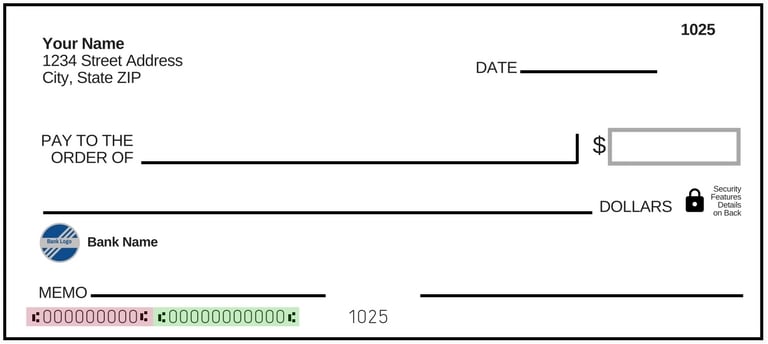 1025
Your Name
1234 Street Address
City, State ZIP
DATE
PAY TO THE
ORDER OF
$
DOLLARS
Security
Features
Details
on Back
Bank Logo
Bank Name
MEMO
⑆000000000⑆ ⑆00000000000⑆ 1025